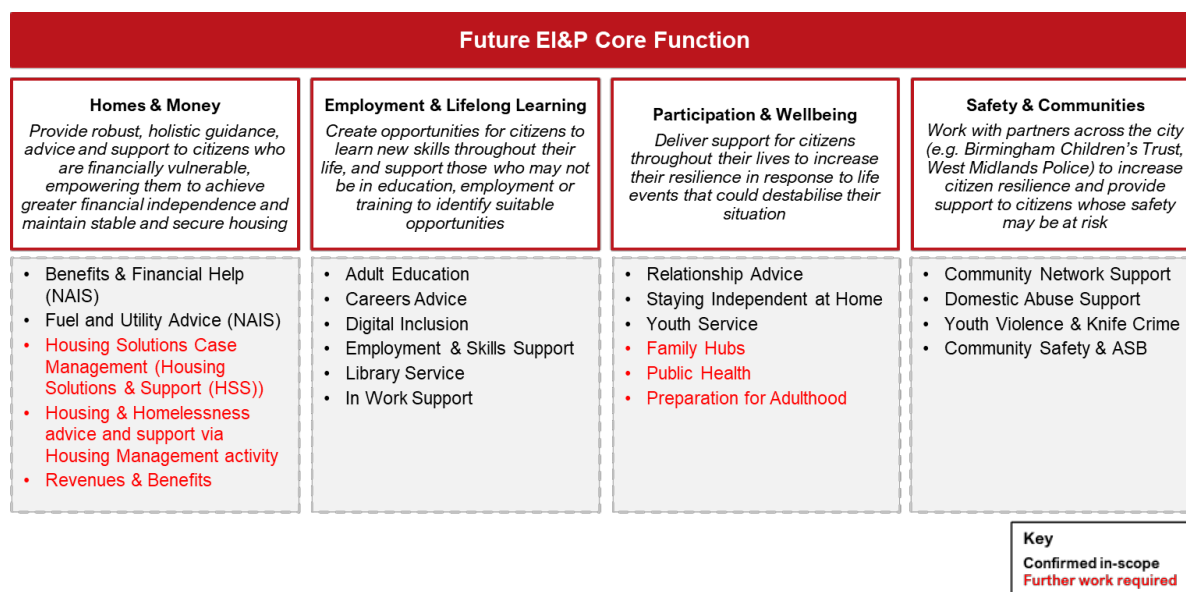 Future EI&P Core Function
Homes & Money
Provide robust, holistic guidance,
advice and support to citizens who
are financially vulnerable,
empowering them to achieve
greater financial independence and
maintain stable and secure housing
Employment & Lifelong Learning
Create opportunities for citizens to
learn new skills throughout their
life, and support those who may not
be in education, employment or
training to identify suitable
opportunities
Participation & Wellbeing
Deliver support for citizens
throughout their lives to increase
their resilience in response to life
events that could destabilise their
situation
Safety & Communities
Work with partners across the city
(e.g. Birmingham Children's Trust,
West Midlands Police) to increase
citizen resilience and provide
support to citizens whose safety
may be at risk
• Benefits & Financial Help
(NAIS)
• Fuel and Utility Advice (NAIS)
• Housing Solutions Case
Management (Housing
Solutions & Support (HSS))
• Housing & Homelessness
advice and support via
Housing Management activity
• Revenues & Benefits
• Adult Education
• Careers Advice
• Digital Inclusion
• Employment & Skills Support
• Library Service
• In Work Support
• Relationship Advice
• Staying Independent at Home
• Youth Service
• Family Hubs
• Public Health
• Preparation for Adulthood
• Community Network Support
• Domestic Abuse Support
• Youth Violence & Knife Crime
• Community Safety & ASB
Key
Confirmed in-scope
Further work required